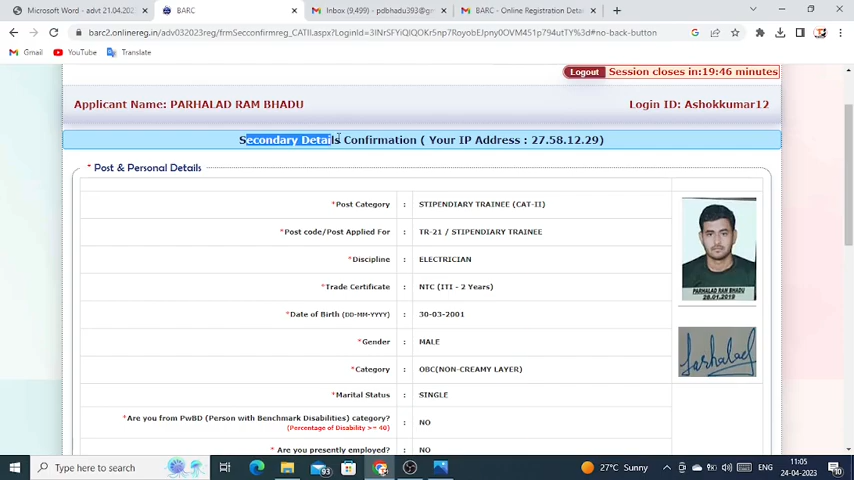 Microsoft Word - advt 21.04.202
BARC
Inbox (9,499) - pdbhadu393@gm
BARC - Online Registration Deta
barc2.onlinereg.in/adv032023reg/frmSecconfirmreg_CATII.aspx?LoginId=3lNrSFYiQlQOKr5np7RoyobEJpny0OVM451p794utTY%3d#no-back-button
Gmail YouTube Translate
Logout Session closes in:19:46 minutes
Applicant Name: PARHALAD RAM BHADU Login ID: Ashokkumar12
Secondary Details Confirmation ( Your IP Address : 27.58.12.29)
* Post & Personal Details
*Post Category : STIPENDIARY TRAINEE (CAT-II)
*Post code/Post Applied For : TR-21 / STIPENDIARY TRAINEE
*Discipline : ELECTRICIAN
*Trade Certificate : NTC (ITI - 2 Years)
*Date of Birth (DD-MM-YYYY) : 30-03-2001
*Gender : MALE
*Category : OBC(NON-CREAMY LAYER)
*Marital Status : SINGLE
*Are you from PwBD (Person with Benchmark Disabilities) category? : NO
(Percentage of Disability >= 40)
* Are you presently employed? : NO
PARHALAD RAM BHADU
28.01.2019
Parhalad
Type here to search
93
27°C Sunny
ENG
11:05
24-04-2023
10